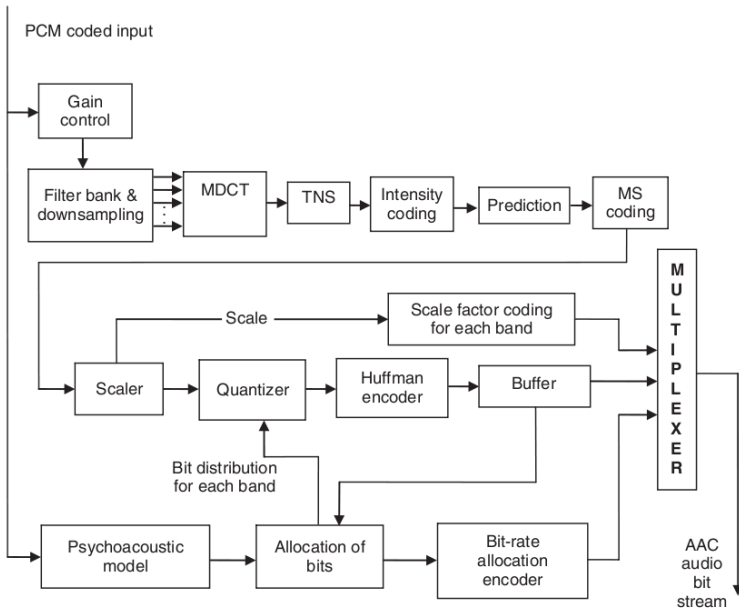 PCM coded input
Gain
control
Filter bank &
downsampling
MDCT
TNS
Intensity
coding
Prediction
MS
coding
Scale
Scale factor coding
for each band
Scaler
Quantizer
Huffman
encoder
Buffer
MULTIPLEXER
Bit distribution
for each band
Psychoacoustic
model
Allocation of
bits
Bit-rate
allocation
encoder
AAC
audio
bit
stream